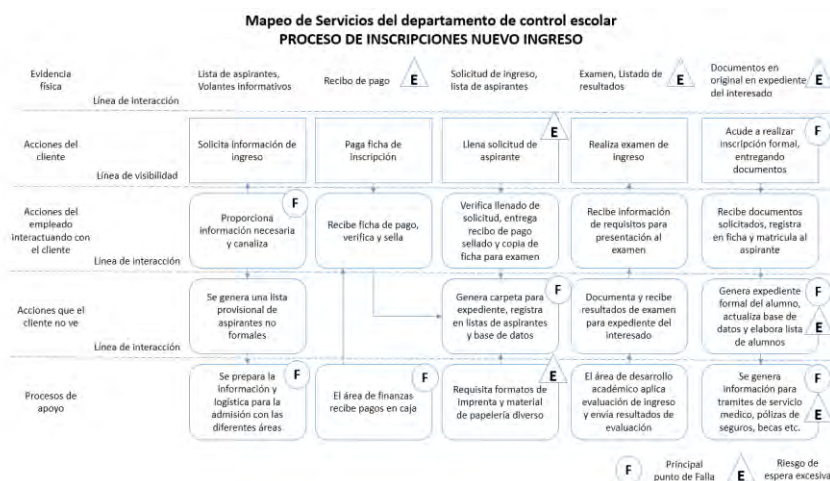 Mapeo de Servicios del departamento de control escolar
PROCESO DE INSCRIPCIONES NUEVO INGRESO
Evidencia
física
Lista de aspirantes,
Volantes informativos
Recibo de pago
E
Solicitud de ingreso,
lista de aspirantes
Examen, Listado de
resultados
E
Documentos en
original en expediente
del interesado
E
Línea de interacción
Acciones del
cliente
Solicita información de
ingreso
Paga ficha de
inscripción
Llena solicitud de
aspirante
E
Realiza examen de
ingreso
Acude a realizar
inscripción formal,
entregando
documentos
F
Línea de visibilidad
Acciones del
empleado
interactuando con
el cliente
Proporciona
información necesaria
y canaliza
F
Recibe ficha de pago,
verifica y sella
Verifica llenado de
solicitud, entrega
recibo de pago
sellado y copia de
ficha para examen
Recibe información
de requisitos para
presentación al
examen
Recibe documentos
solicitados, registra
en ficha y matricula al
aspirante
Línea de interacción
Acciones que el
cliente no ve
Se genera una lista
provisional de
aspirantes no
formales
Genera carpeta para
expediente, registra
en listas de aspirantes
y base de datos
F
Documenta y recibe
resultados de examen
para expediente del
interesado
Genera expediente
formal del alumno,
actualiza base de
datos y elabora lista
de alumnos
F
E
Línea de interacción
Procesos de
apoyo
Se prepara la
información y
logística para la
admisión con las
diferentes áreas
F
El área de finanzas
recibe pagos en caja
F
Requisita formatos de
imprenta y material
de papelería diverso
E
El área de desarrollo
académico aplica
evaluación de ingreso
y envía resultados de
evaluación
Se genera
información para
tramites de servicio
medico, pólizas de
seguros, becas etc.
F
E
F
Principal
punto de Falla
E
Riesgo de
espera excesiva